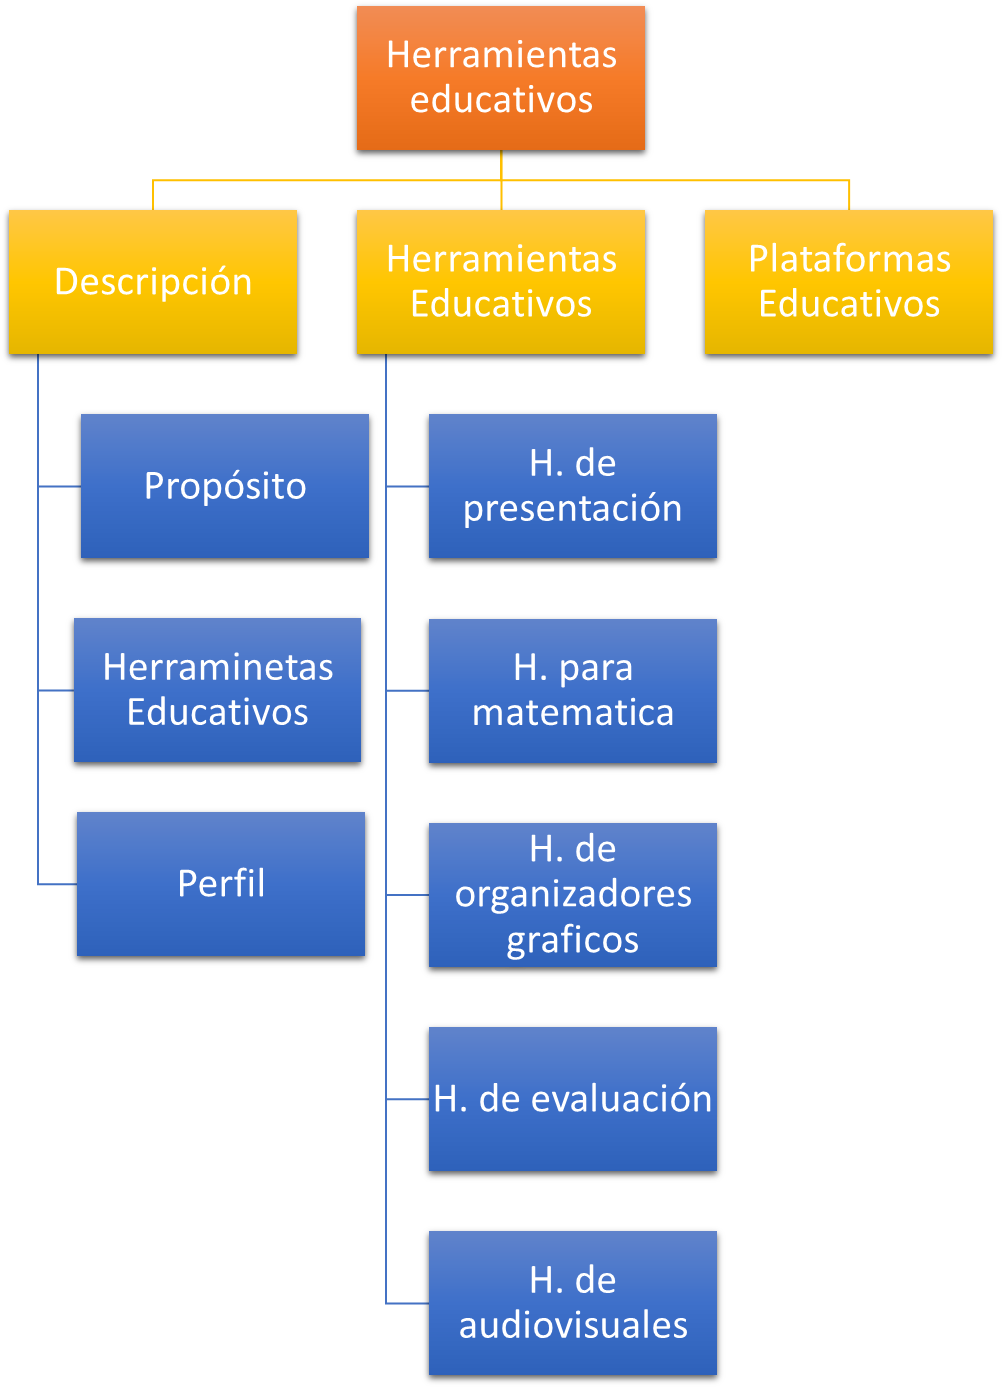 Herramientas
educativos
Descripción
Herramientas
Educativos
Plataformas
Educativos
Propósito
Herraminetas
Educativos
Perfil
H. de
presentación
H. para
matematica
H. de
organizadores
graficos
H. de evaluación
H. de
audiovisuales